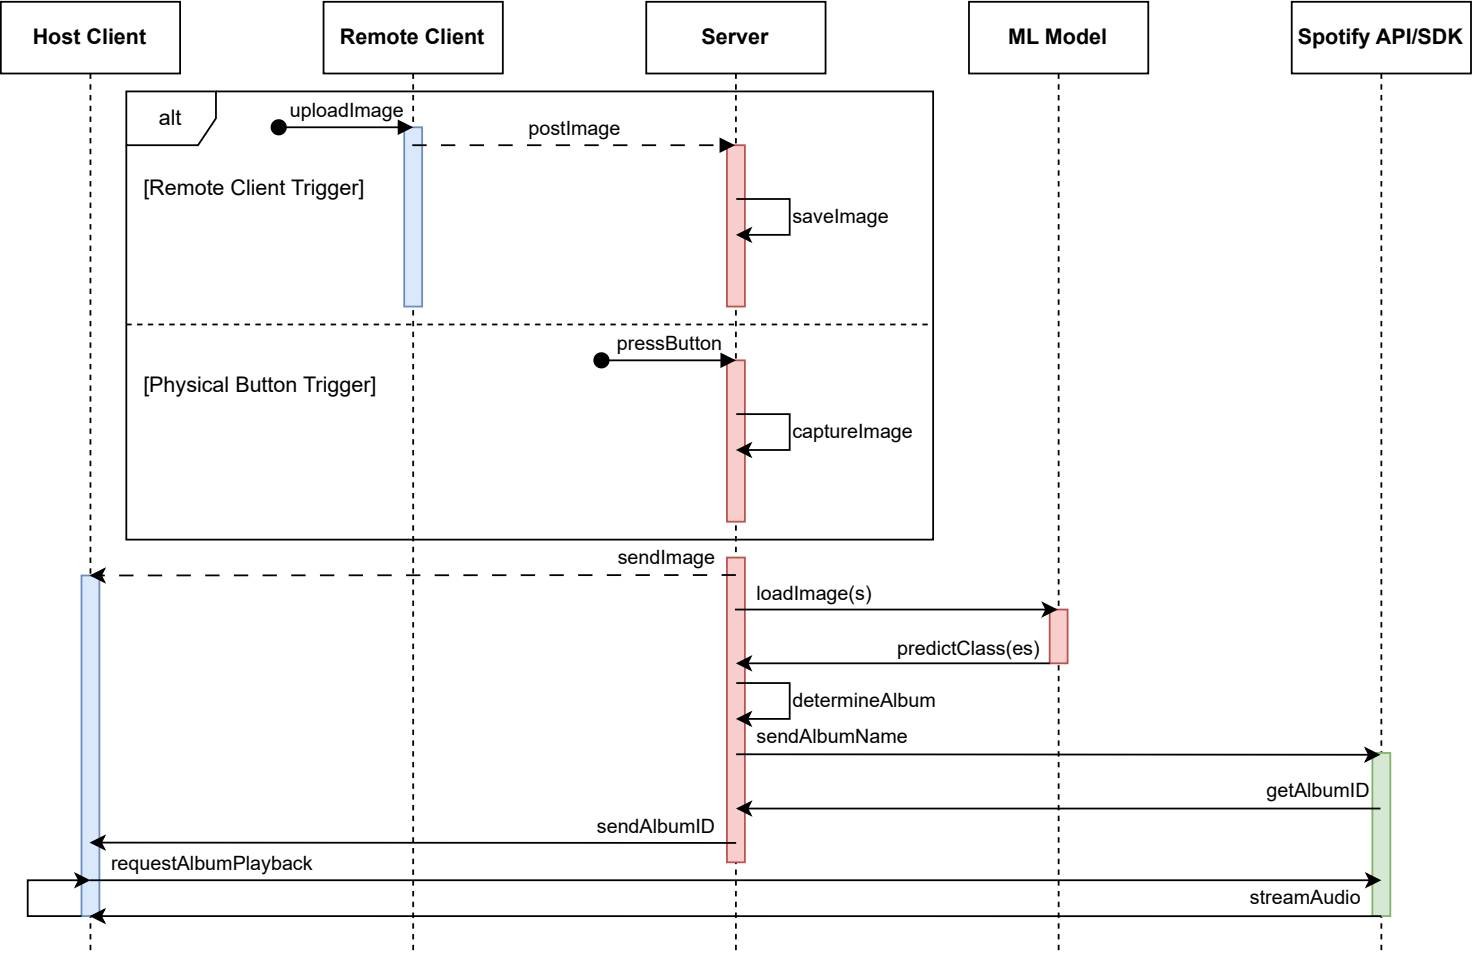 Host Client
Remote Client
Server
ML Model
Spotify API/SDK
alt
uploadImage
postImage
[Remote Client Trigger]
saveImage
pressButton
[Physical Button Trigger]
captureImage
sendImage
loadImage(s)
predictClass(es)
determineAlbum
sendAlbumName
getAlbumID
sendAlbumID
requestAlbumPlayback
streamAudio